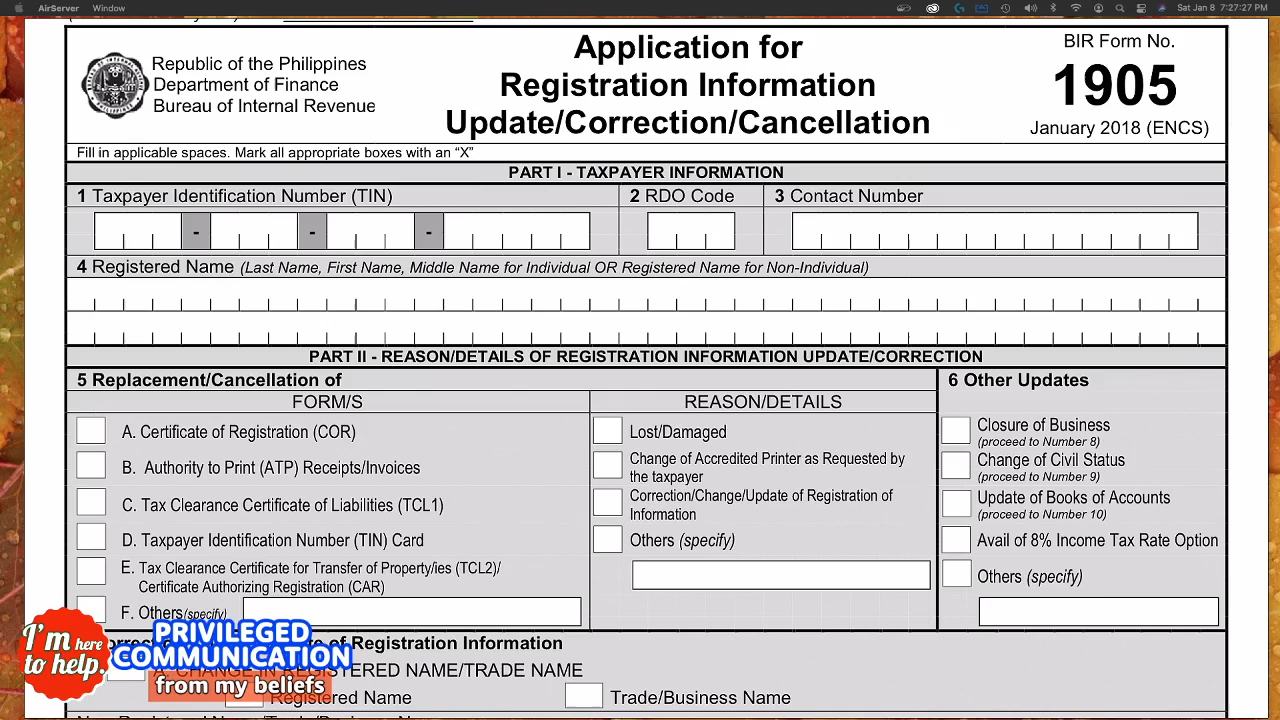 AirServer Window Sat Jan 8 7:27:27 PM
Republic of the Philippines
Department of Finance
Bureau of Internal Revenue
Application for
Registration Information
Update/Correction/Cancellation
BIR Form No.
1905
January 2018 (ENCS)
Fill in applicable spaces. Mark all appropriate boxes with an “X”
PART I - TAXPAYER INFORMATION
1 Taxpayer Identification Number (TIN) 2 RDO Code 3 Contact Number
- - -
4 Registered Name (Last Name, First Name, Middle Name for Individual OR Registered Name for Non-Individual)
PART II - REASON/DETAILS OF REGISTRATION INFORMATION UPDATE/CORRECTION
5 Replacement/Cancellation of
FORM/S
A. Certificate of Registration (COR)
B. Authority to Print (ATP) Receipts/Invoices
C. Tax Clearance Certificate of Liabilities (TCL1)
D. Taxpayer Identification Number (TIN) Card
E. Tax Clearance Certificate for Transfer of Property/ies (TCL2)/
Certificate Authorizing Registration (CAR)
F. Others(specify)
REASON/DETAILS
Lost/Damaged
Change of Accredited Printer as Requested by
the taxpayer
Correction/Change/Update of Registration of
Information
Others (specify)
6 Other Updates
Closure of Business
(proceed to Number 8)
Change of Civil Status
(proceed to Number 9)
Update of Books of Accounts
(proceed to Number 10)
Avail of 8% Income Tax Rate Option
Others (specify)
of Registration Information
CHANGE IN REGISTERED NAME/TRADE NAME
Registered Name
Trade/Business Name
I'm here
to help.
PRIVILEGED
COMMUNICATION
from my beliefs